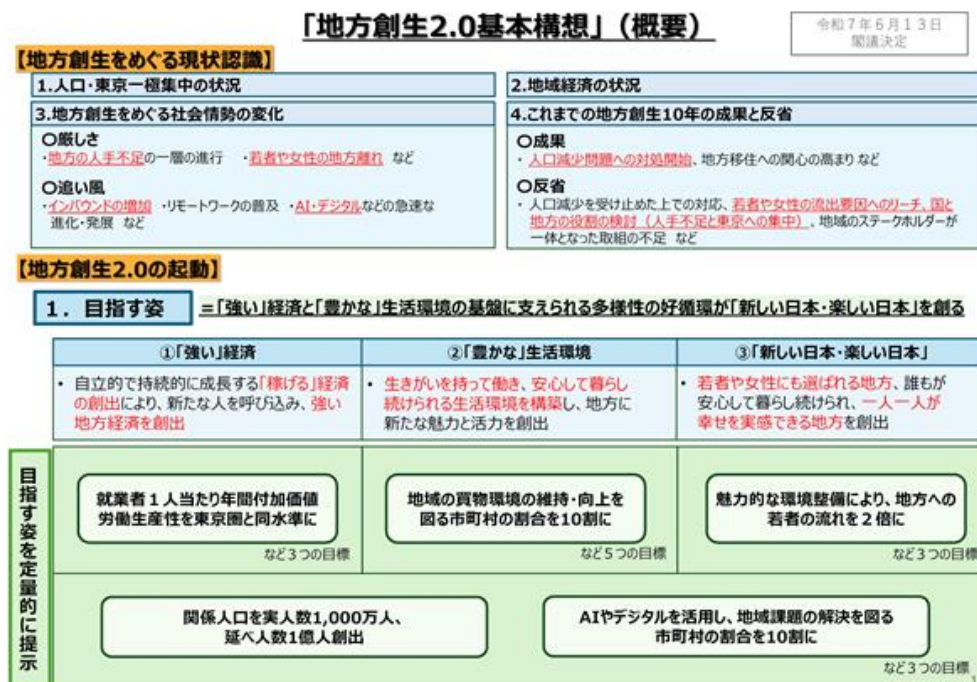 「地方創生2.0基本構想」（概要）
令和7年6月13日
閣議決定
【地方創生をめぐる現状認識】
1.人口・東京一極集中の状況
2.地域経済の状況
3.地方創生をめぐる社会情勢の変化
〇厳しさ
・地方の人手不足の一層の進行　・若者や女性の地方離れ など
〇追い風
・インバウンドの増加　・リモートワークの普及　・AI・デジタルなどの急速な
進化・発展 など
4.これまでの地方創生10年の成果と反省
〇成果
・人口減少問題への対処開始、地方移住への関心の高まり など
〇反省
・人口減少を受け止めた上での対応、若者や女性の流出要因へのリーチ、国と
地方の役割の検討（人手不足と東京への集中）、地域のステークホルダーが
一体となった取組の不足 など
【地方創生2.0の起動】
1．目指す姿
＝「強い」経済と「豊かな」生活環境の基盤に支えられる多様性の好循環が「新しい日本・楽しい日本」を創る
①「強い」経済
・自立的で持続的に成長する「稼げる」経済
の創出により、新たな人を呼び込み、強い
地方経済を創出
②「豊かな」生活環境
・生きがいを持って働き、安心して暮らし
続けられる生活環境を構築し、地方に
新たな魅力と活力を創出
③「新しい日本・楽しい日本」
・若者や女性にも選ばれる地方、誰もが
安心して暮らし続けられ、一人一人が
幸せを実感できる地方を創出
目指す姿を定量的に提示
就業者1人当たり年間付加価値
労働生産性を東京圏と同水準に
など3つの目標
地域の買物環境の維持・向上を
図る市町村の割合を10割に
など5つの目標
魅力的な環境整備により、地方への
若者の流れを2倍に
など3つの目標
関係人口を実人数1,000万人、
延べ人数1億人創出
AIやデジタルを活用し、地域課題の解決を図る
市町村の割合を10割に
など3つの目標